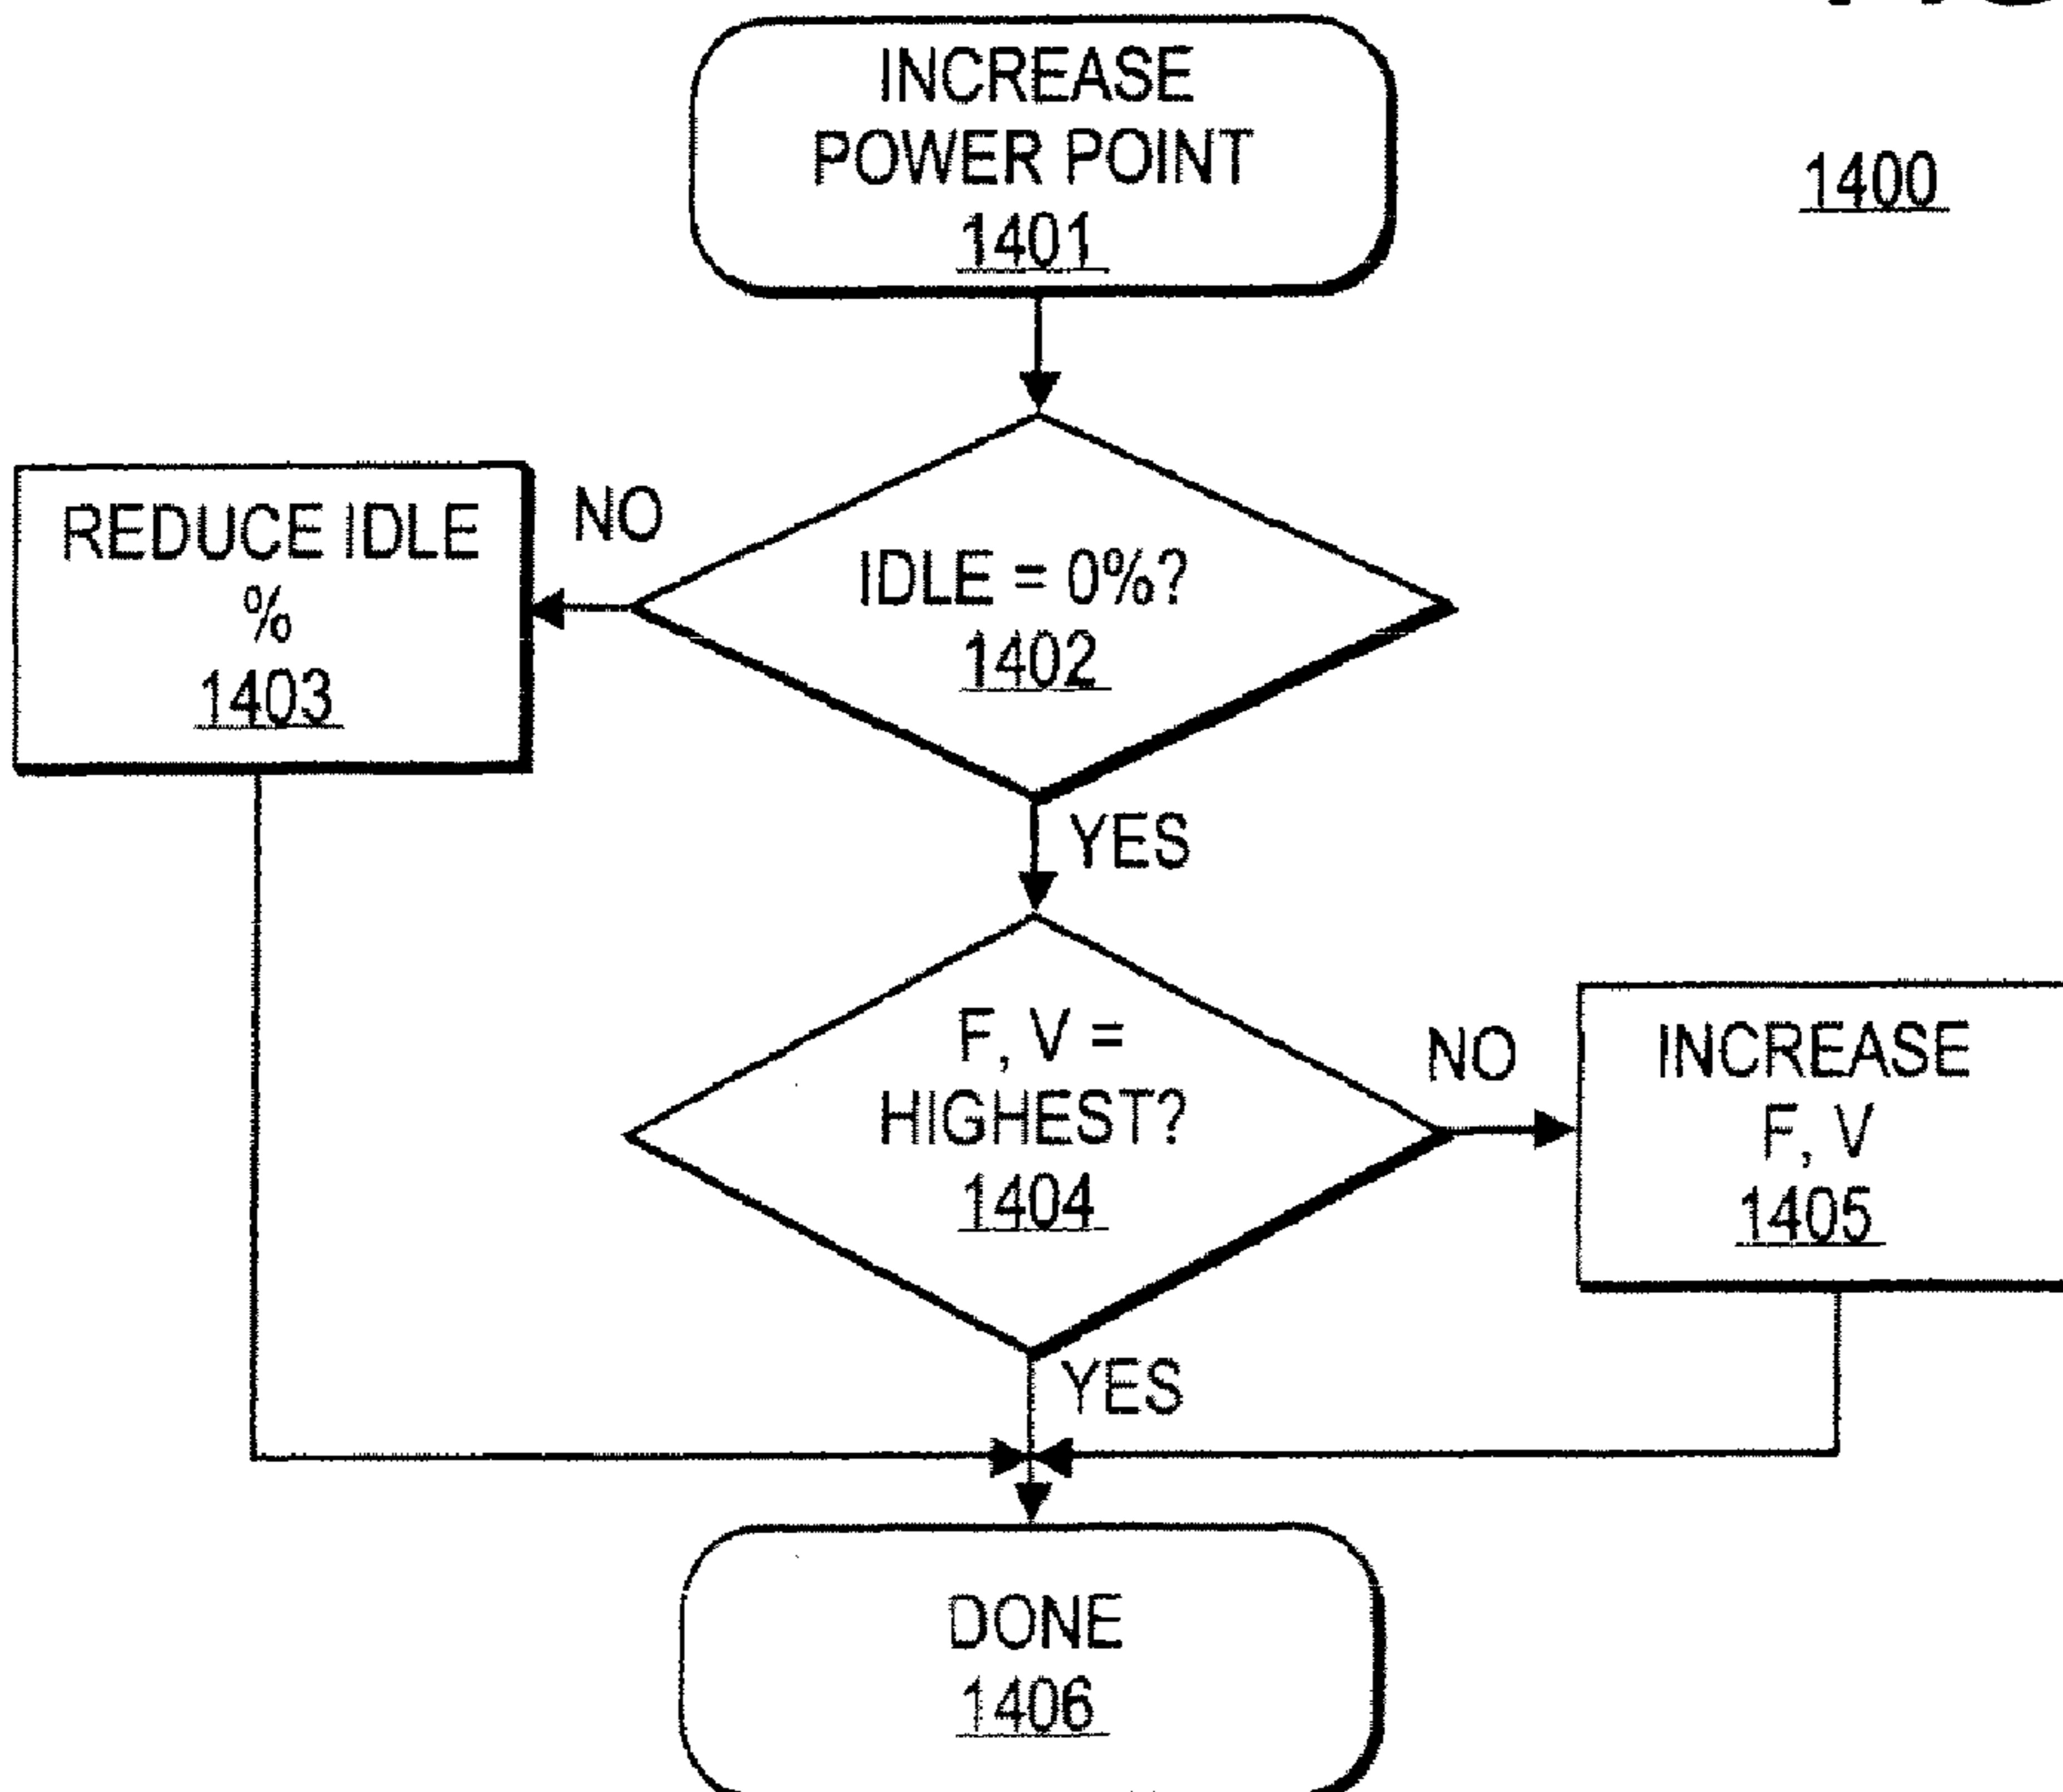 INCREASE
POWER POINT
1401
1400
REDUCE IDLE
%
1403
NO
IDLE = 0%?
1402
YES
F, V =
HIGHEST?
1404
NO
INCREASE
F, V
1405
YES
DONE
1406